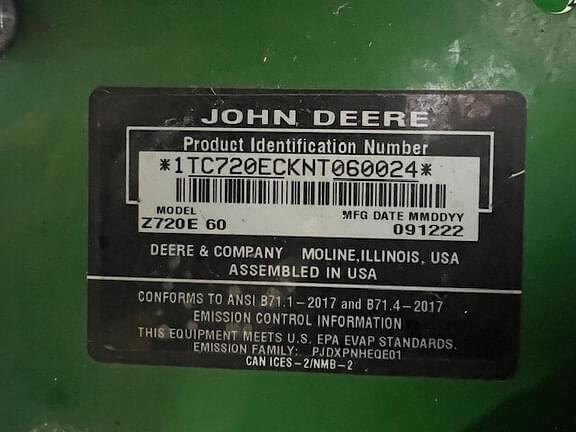 JOHN DEERE
Product Identification Number
*1TC720ECKNT060024*
MODEL MFG DATE MMDDYY
Z720E 60 091222
DEERE & COMPANY MOLINE, ILLINOIS, USA
ASSEMBLED IN USA
CONFORMS TO ANSI B71.1-2017 and B71.4-2017
EMISSION CONTROL INFORMATION
THIS EQUIPMENT MEETS U.S. EPA EVAP STANDARDS.
EMISSION FAMILY: PJDXPNHEQE01
CAN ICES-2/NMB-2